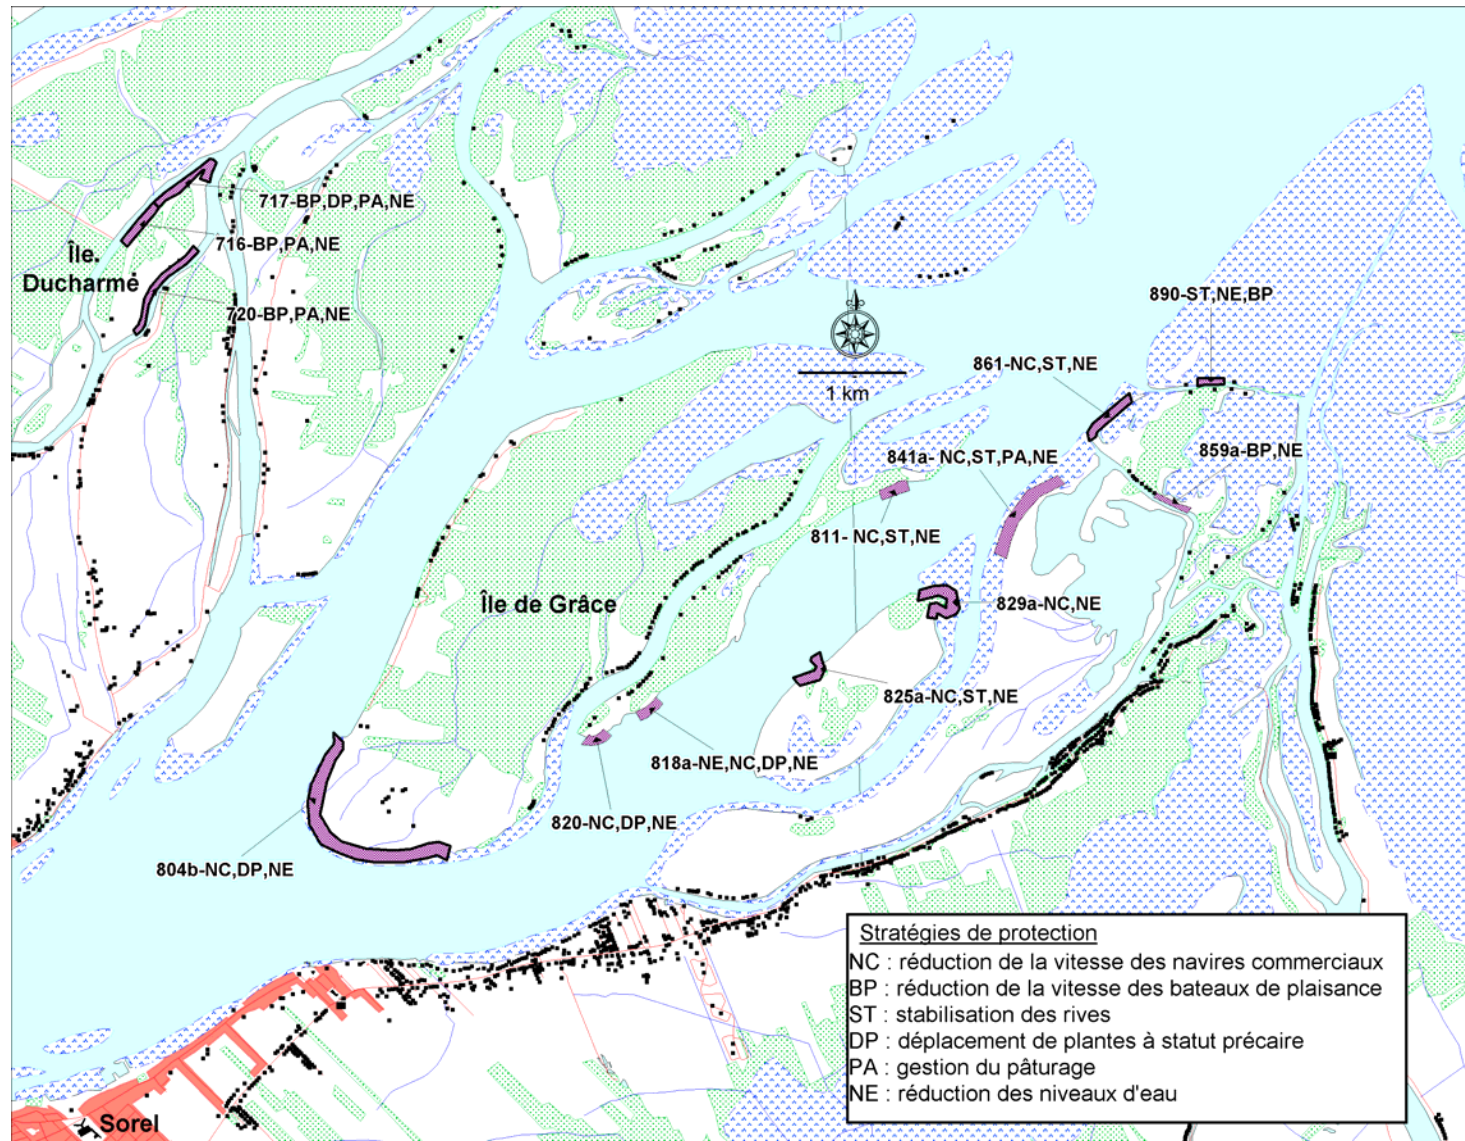 717-BP,DP,PA,NE
716-BP,PA,NE
Île
Ducharme
720-BP,PA,NE
890-ST,NE,BP
861-NC,ST,NE
1 km
841a- NC,ST,PA,NE
859a-BP,NE
811- NC,ST,NE
Île de Grâce
829a-NC,NE
825a-NC,ST,NE
818a-NE,NC,DP,NE
820-NC,DP,NE
804b-NC,DP,NE
Stratégies de protection
NC : réduction de la vitesse des navires commerciaux
BP : réduction de la vitesse des bateaux de plaisance
ST : stabilisation des rives
DP : déplacement de plantes à statut précaire
PA : gestion du pâturage
NE : réduction des niveaux d'eau
Sorel